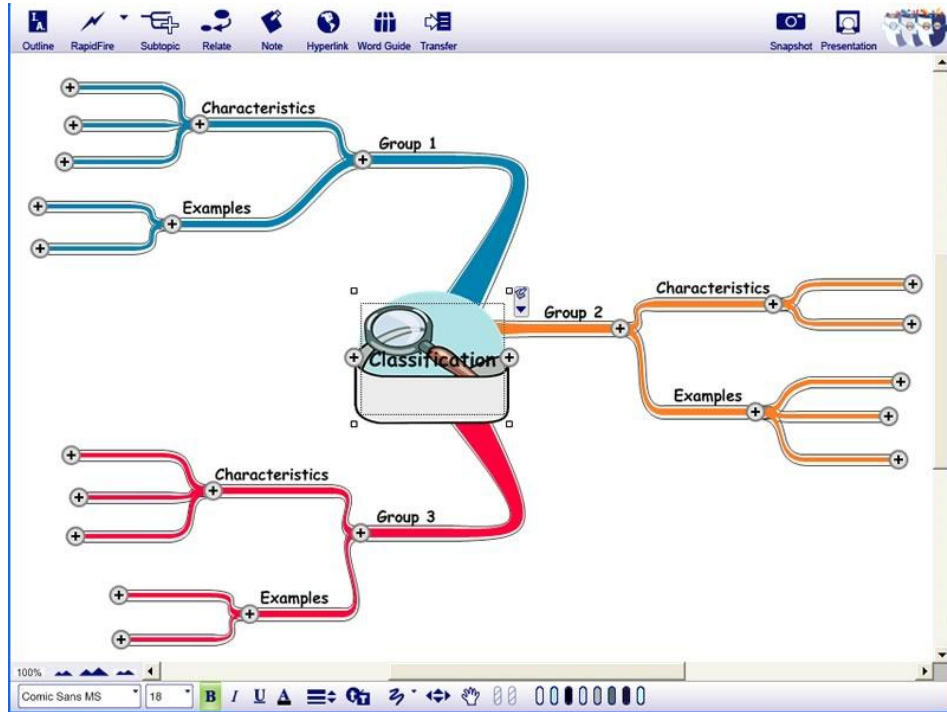 Outline RapidFire Subtopic Relate Note Hyperlink Word Guide Transfer Snapshot Presentation
Characteristics
Group 1
Examples
Characteristics
Group 2
Classification
Examples
Characteristics
Group 3
Examples
100%
Comic Sans MS 18 B I U A